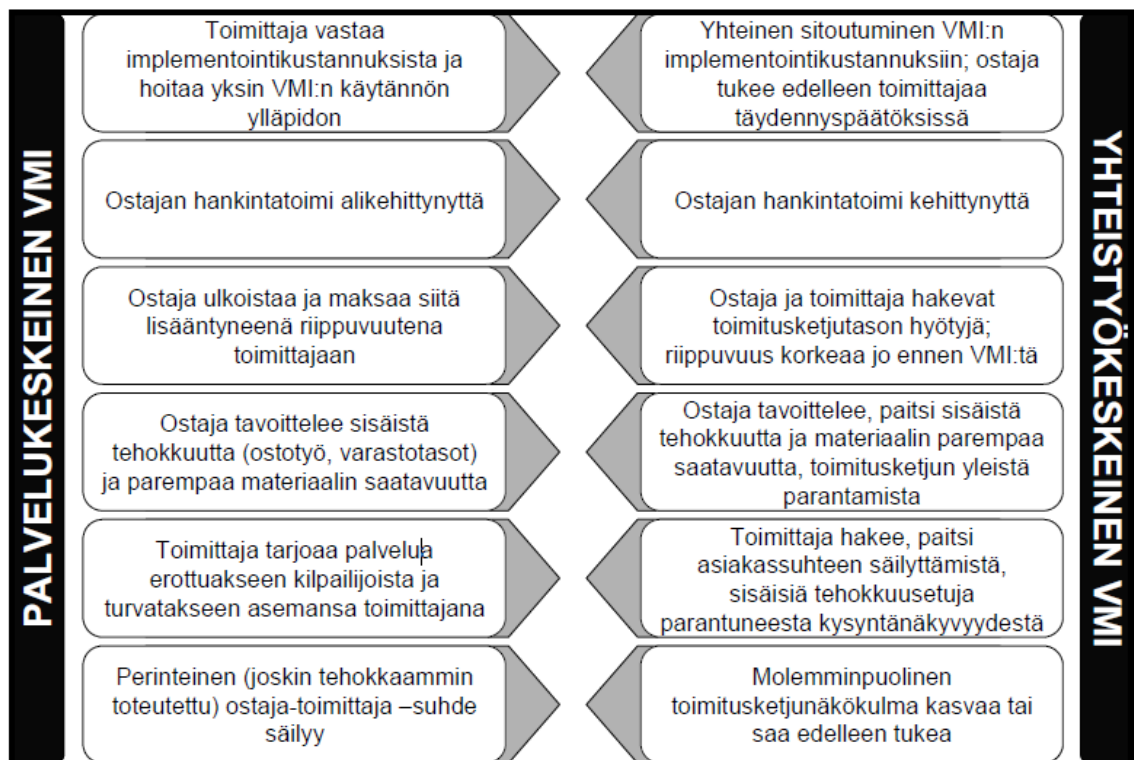 PALVELUKESKEINEN VMI
Toimittaja vastaa
implementointikustannuksista ja
hoitaa yksin VMI:n käytännön
ylläpidon
Yhteinen sitoutuminen VMI:n
implementointikustannuksiin; ostaja
tukee edelleen toimittajaa
täydennyspäätöksissä
Ostajan hankintatoimi alikehittynyttä
Ostajan hankintatoimi kehittynyttä
Ostaja ulkoistaa ja maksaa siitä
lisääntyneenä riippuvuutena
toimittajaan
Ostaja ja toimittaja hakevat
toimitusketjutason hyötyjä;
riippuvuus korkeaa jo ennen VMI:tä
Ostaja tavoittelee sisäistä
tehokkuutta (ostotyö, varastotasot)
ja parempaa materiaalin saatavuutta
Ostaja tavoittelee, paitsi sisäistä
tehokkuutta ja materiaalin parempaa
saatavuutta, toimitusketjun yleistä
parantamista
Toimittaja tarjoaa palvelua
erottuakseen kilpailijoista ja
turvatakseen asemansa toimittajana
Toimittaja hakee, paitsi
asiakassuhteen säilyttämistä,
sisäisiä tehokkuusetuja
parantuneesta kysyntänäkyvyydestä
Perinteinen (joskin tehokkaammin
toteutettu) ostaja-toimittaja –suhde
säilyy
Molemminpuolinen
toimitusketjunäkökulma kasvaa tai
saa edelleen tukea
YHTEISTYÖKESKEINEN VMI